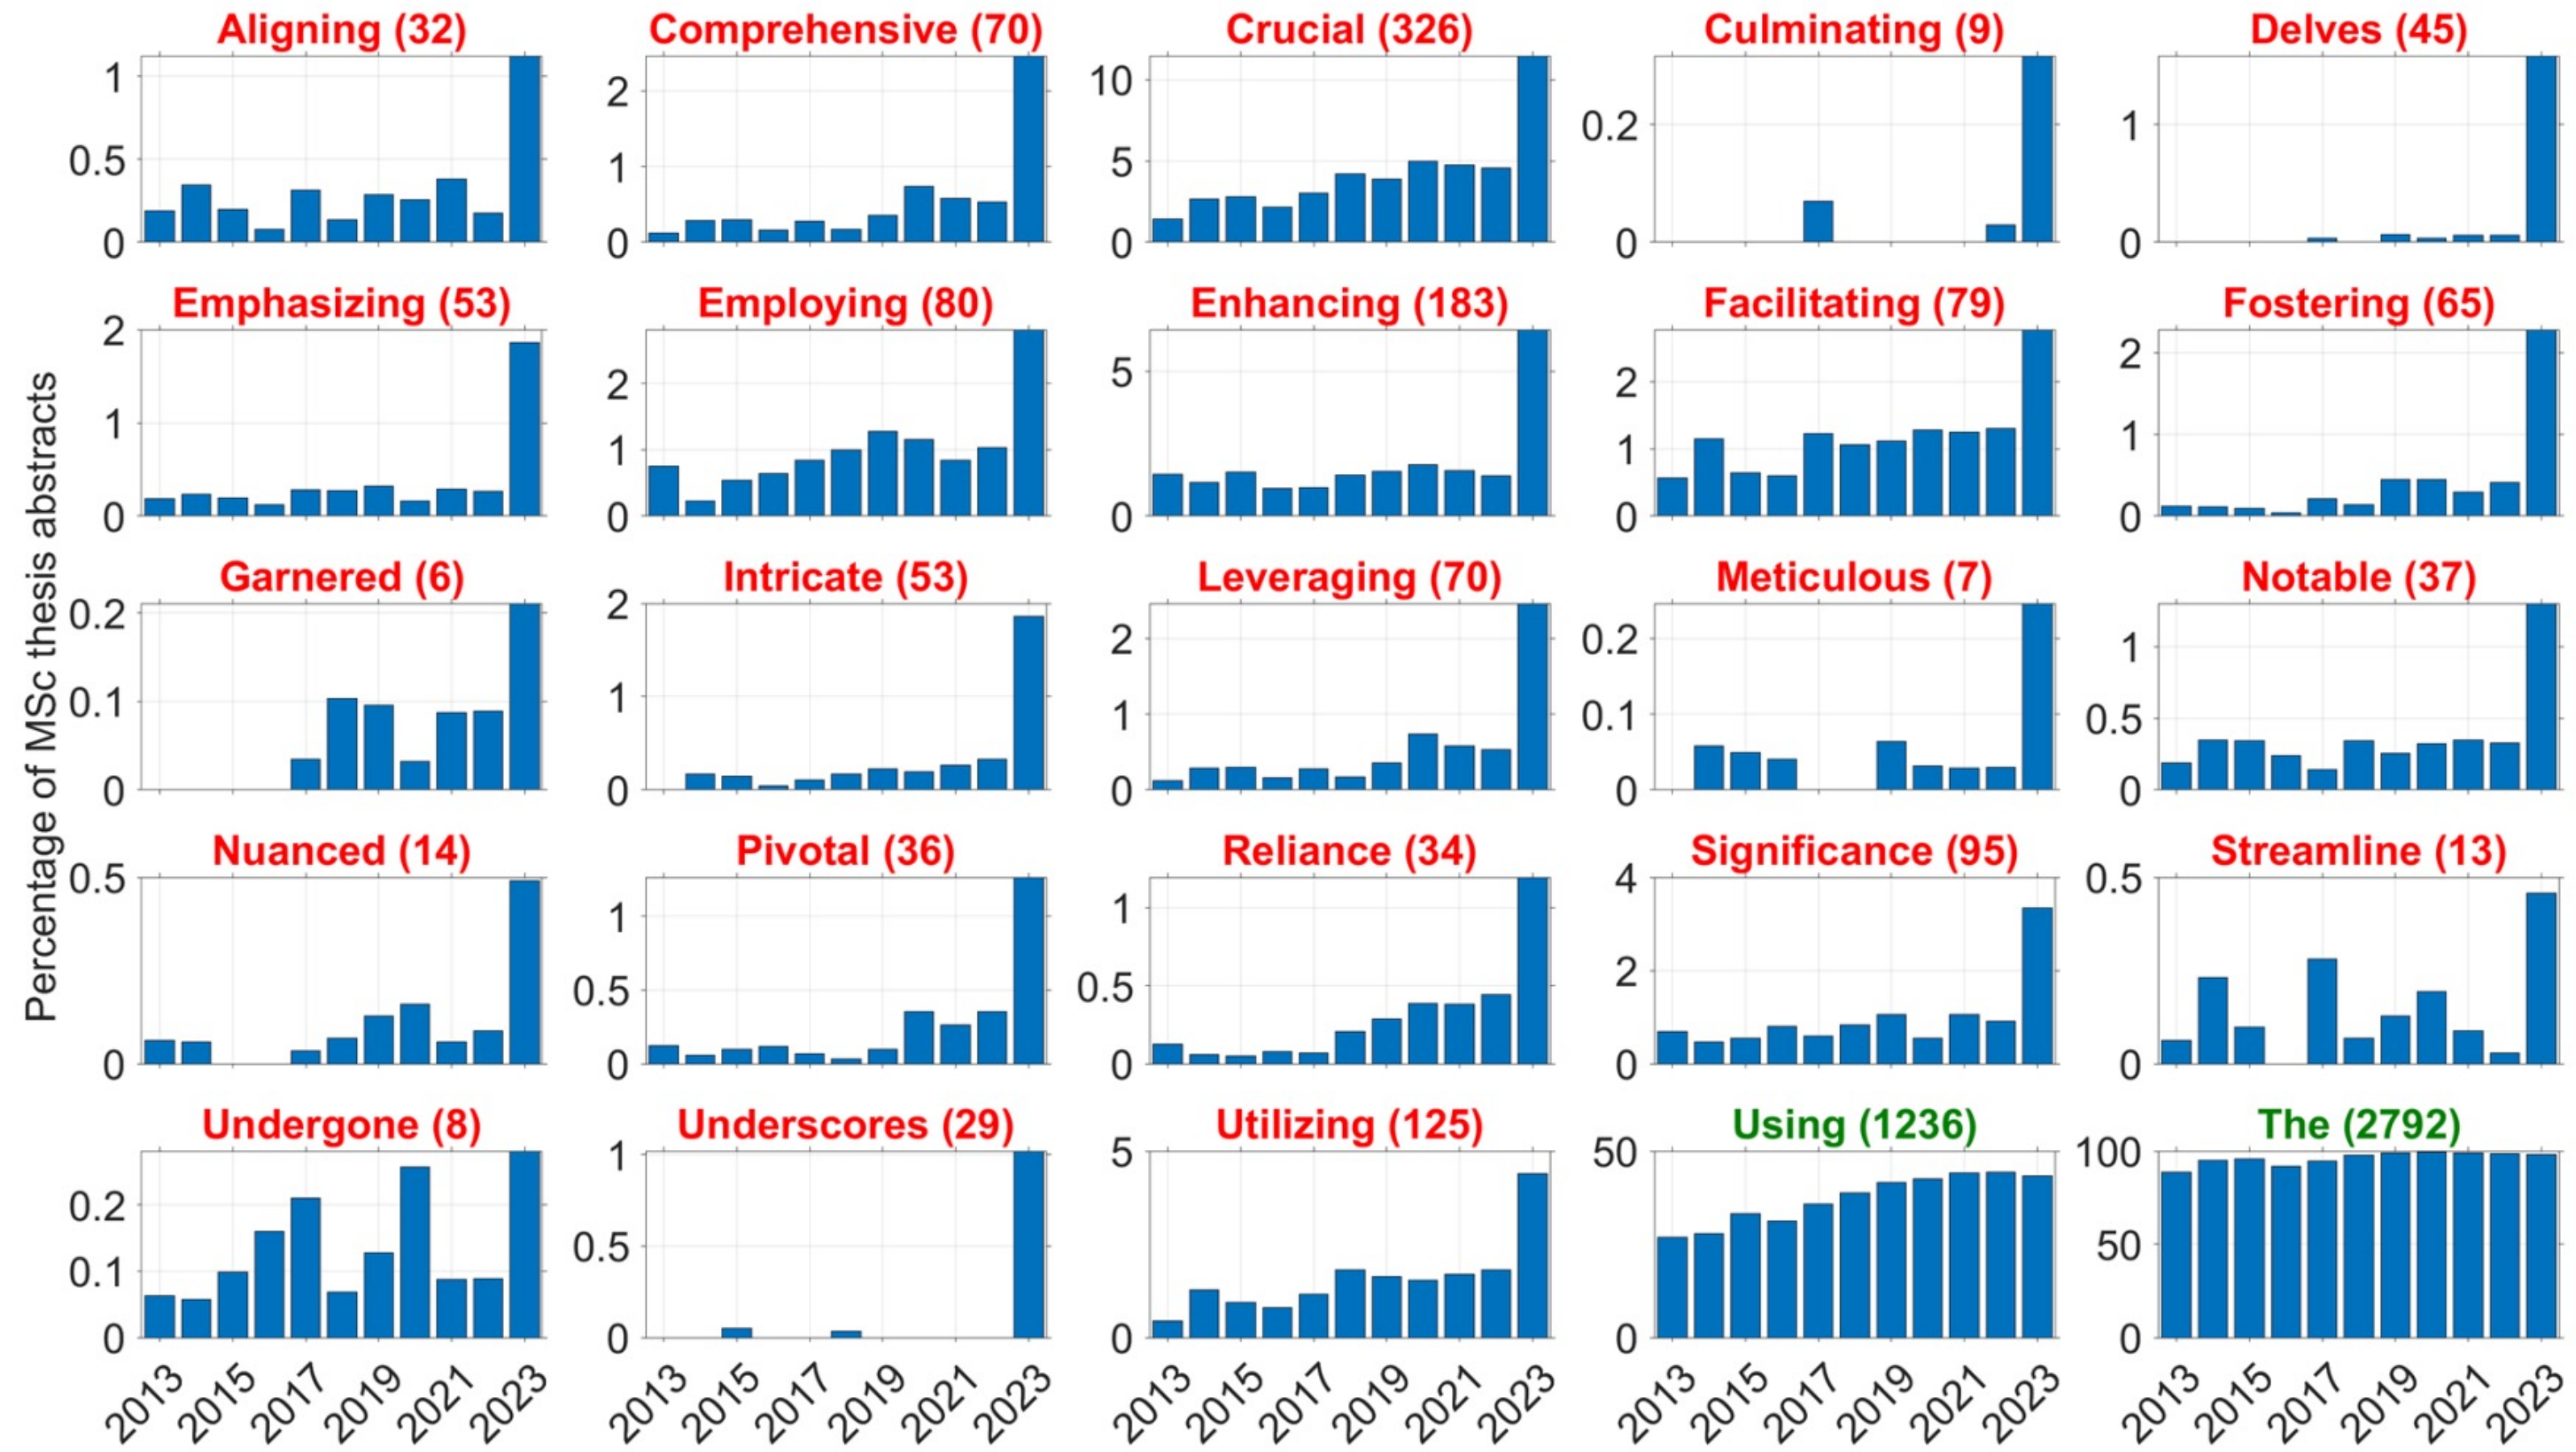 Percentage of MSc thesis abstracts
Aligning (32)
1
0.5
0
Comprehensive (70)
2
1
0
Crucial (326)
10
5
0
Culminating (9)
0.2
0
Delves (45)
1
0
Emphasizing (53)
2
1
0
Employing (80)
2
1
0
Enhancing (183)
5
0
Facilitating (79)
2
1
0
Fostering (65)
2
1
0
Garnered (6)
0.2
0.1
0
Intricate (53)
2
1
0
Leveraging (70)
2
1
0
Meticulous (7)
0.2
0.1
0
Notable (37)
1
0.5
0
Nuanced (14)
0.5
0
Pivotal (36)
1
0.5
0
Reliance (34)
1
0.5
0
Significance (95)
4
2
0
Streamline (13)
0.5
0
Undergone (8)
0.2
0.1
0
2013 2015 2017 2019 2021 2023
Underscores (29)
1
0.5
0
2013 2015 2017 2019 2021 2023
Utilizing (125)
5
0
2013 2015 2017 2019 2021 2023
Using (1236)
50
0
2013 2015 2017 2019 2021 2023
The (2792)
100
50
0
2013 2015 2017 2019 2021 2023